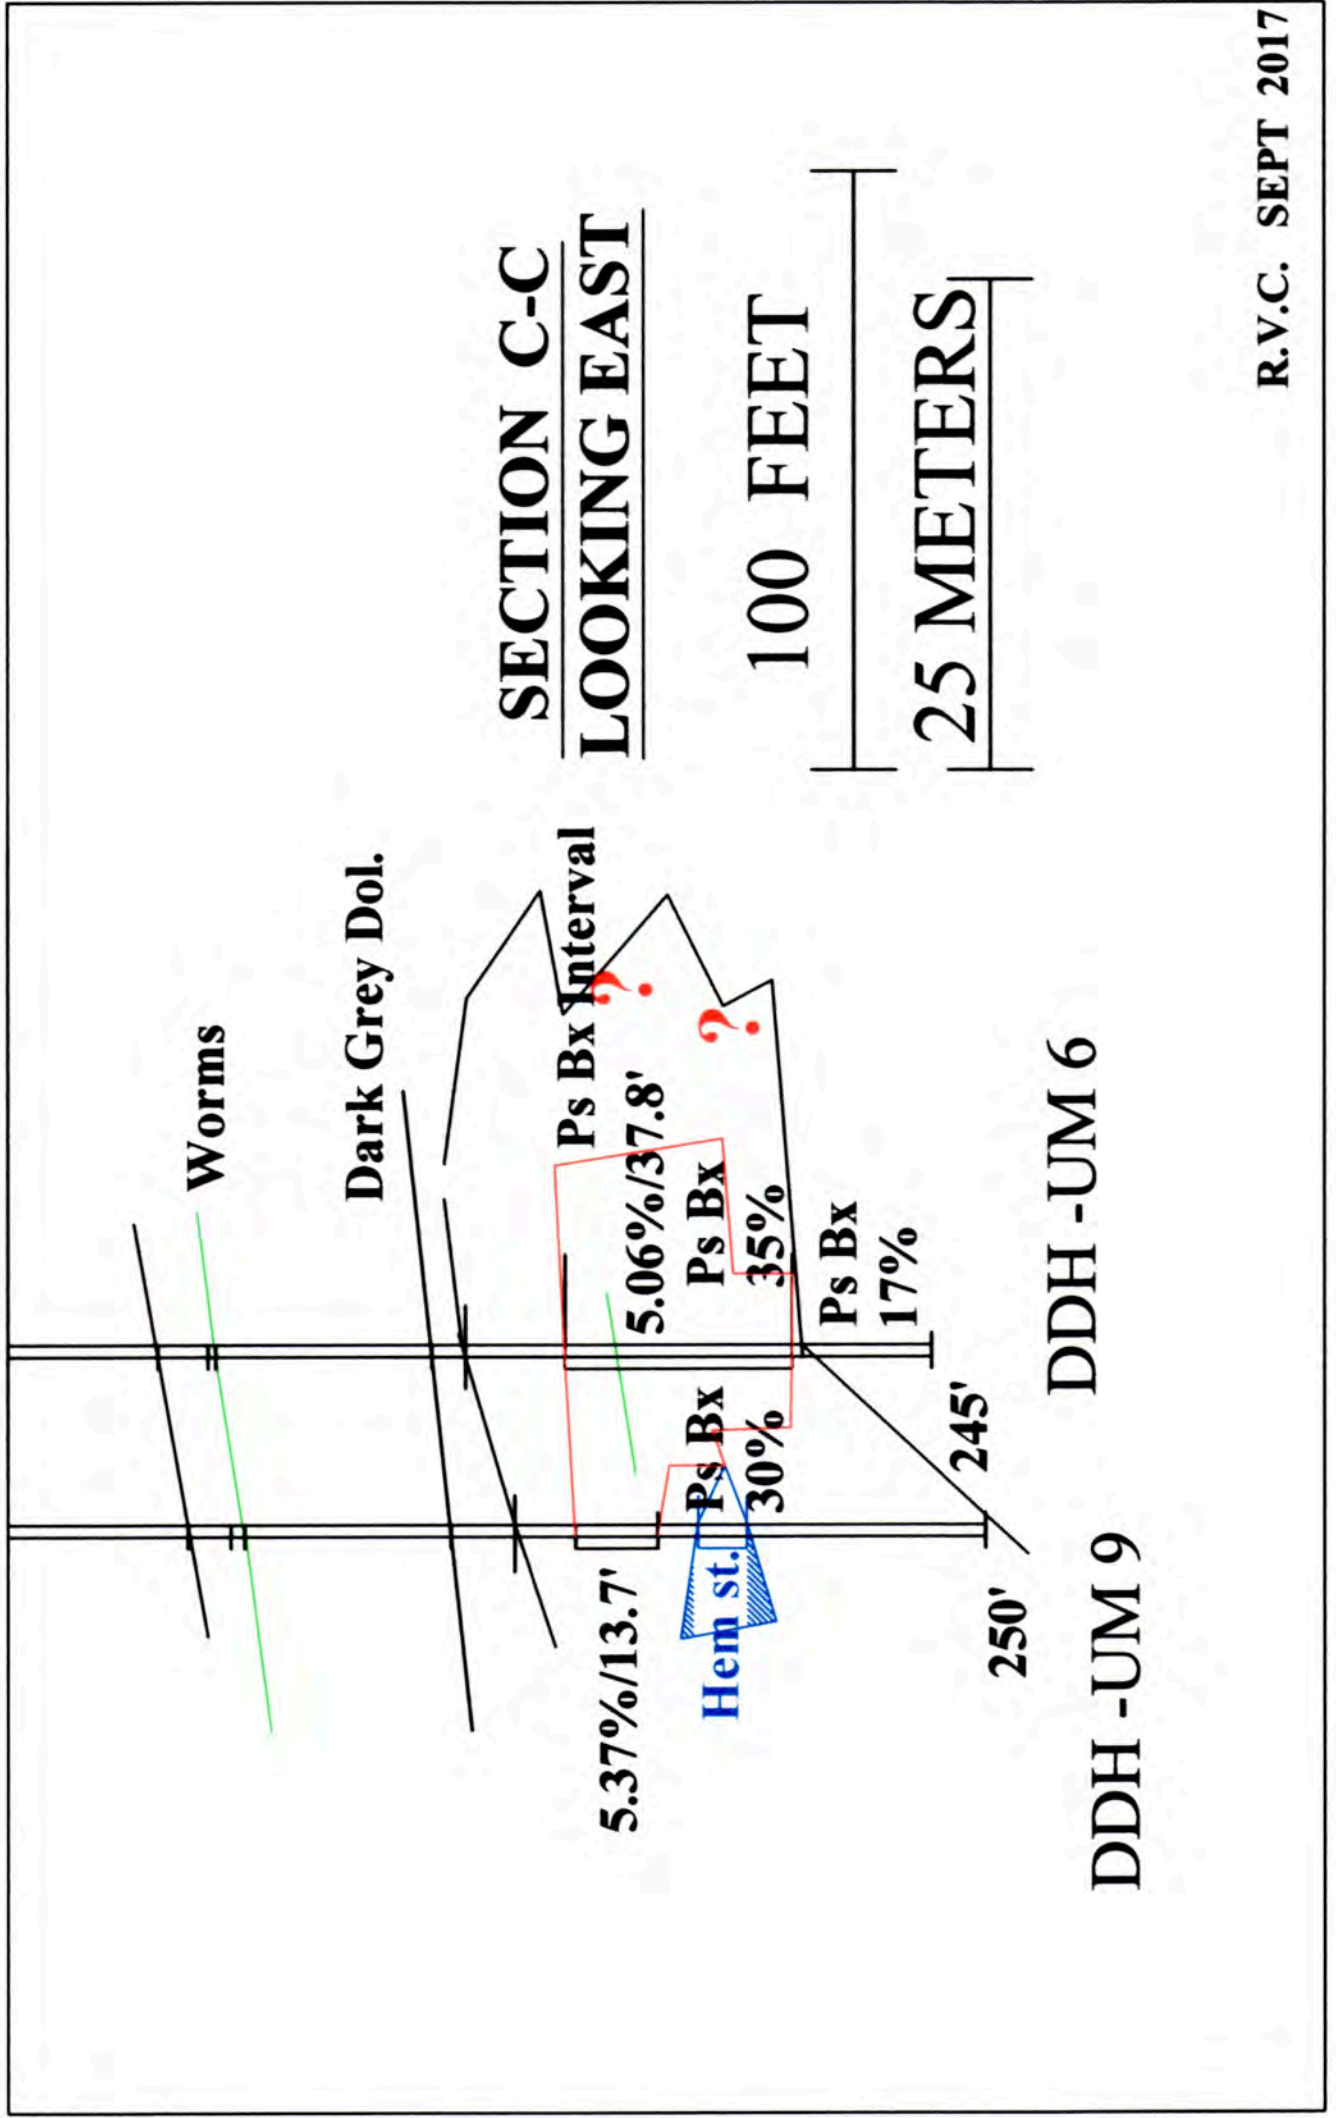 Worms
Dark Grey Dol.
SECTION C-C
LOOKING EAST
Ps Bx Interval
?
?
5.37%/13.7'
5.06%/37.8'
Hem st.
Ps Bx
30%
Ps Bx
35%
100 FEET
Ps Bx
17%
25 METERS
250'
245'
DDH -UM 9
DDH -UM 6
R.V.C. SEPT 2017